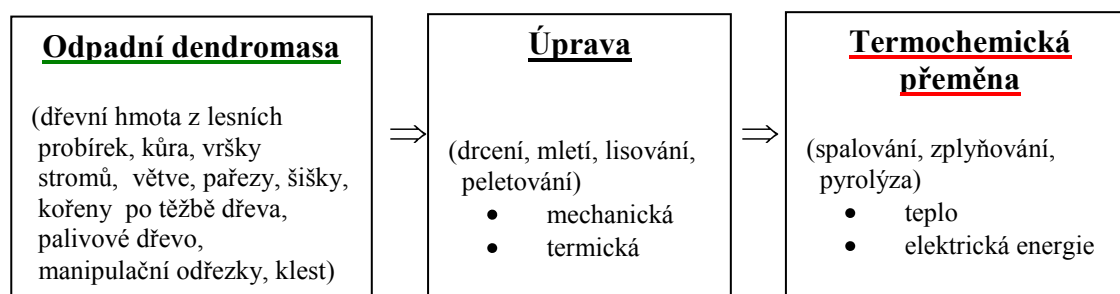 Odpadní dendromasa
(dřevní hmota z lesních
probírek, kůra, vršky
stromů, větve, pařezy, šišky,
kořeny po těžbě dřeva,
palivové dřevo,
manipulační odřezky, klest)
⇒
Úprava
(drcení, mletí, lisování,
peletování)
• mechanická
• termická
⇒
Termochemická
přeměna
(spalování, zplyňování,
pyrolýza)
• teplo
• elektrická energie